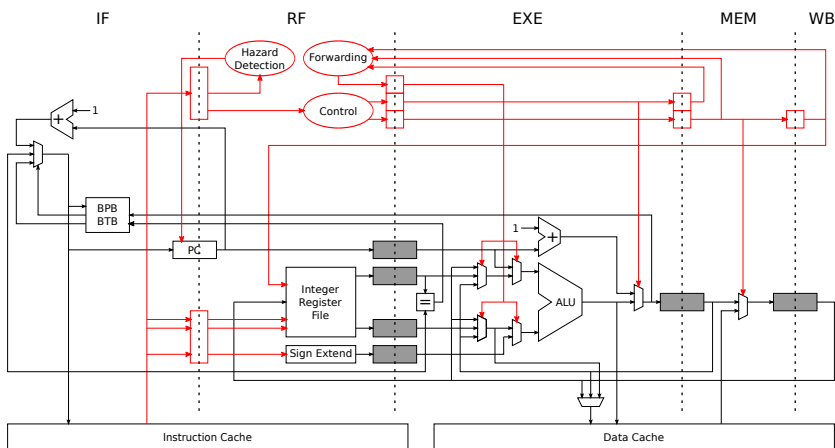 IF RF EXE MEM WB
Hazard
Detection
Forwarding
Control
1
+
BPB
BTB
PC
1
+
Integer
Register
File
=
ALU
Sign Extend
Instruction Cache
Data Cache